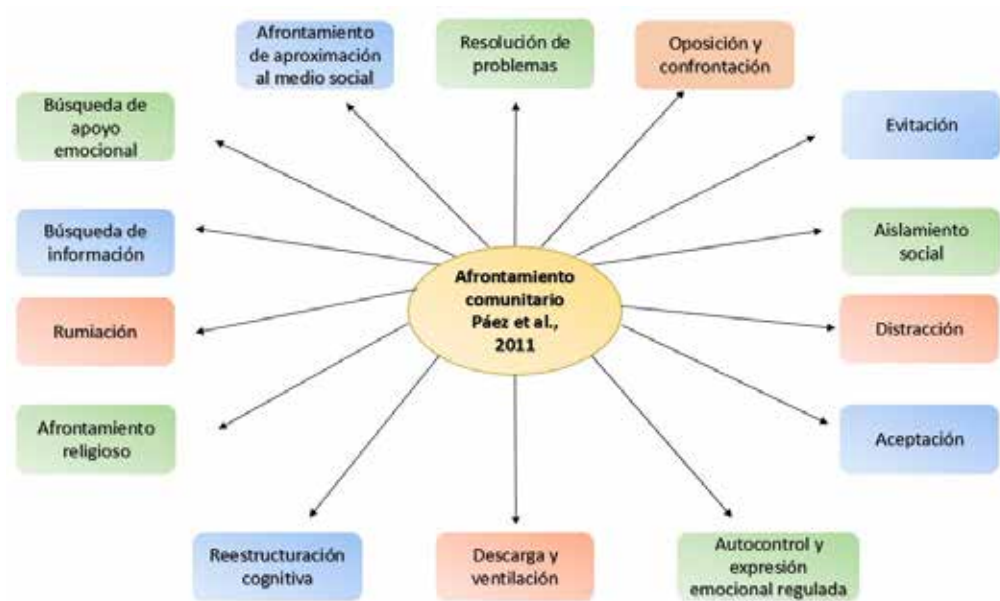 Afrontamiento
de aproximación
al medio social
Resolución de
problemas
Oposición y
confrontación
Búsqueda de
apoyo
emocional
Evitación
Búsqueda de
información
Aislamiento
social
Afrontamiento
comunitario
Páez et al.,
2011
Rumiación
Distracción
Afrontamiento
religioso
Aceptación
Reestructuración
cognitiva
Descarga y
ventilación
Autocontrol y
expresión
emocional regulada